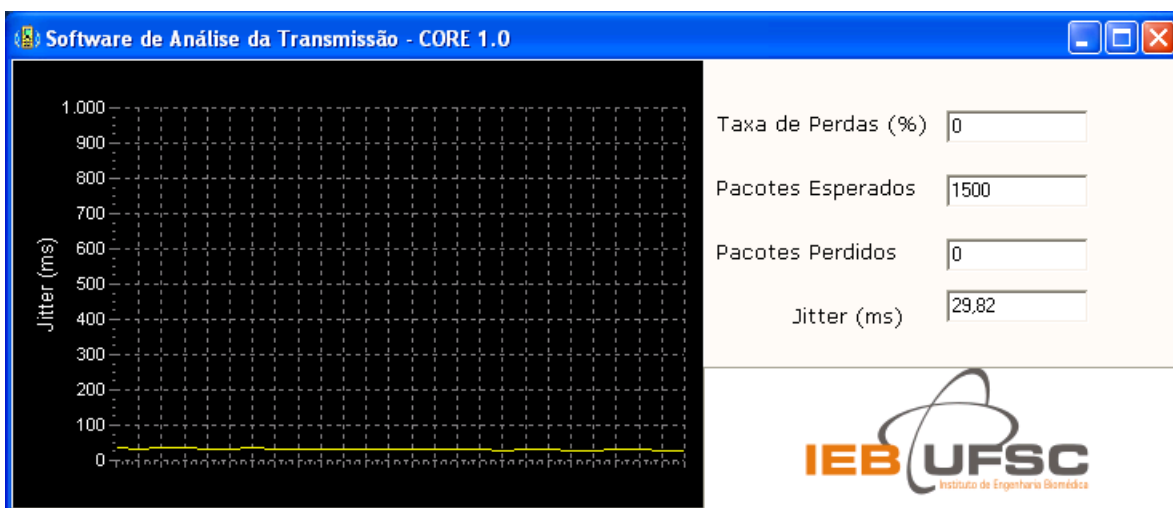 Software de Análise da Transmissão - CORE 1.0
1.000
900
800
700
600
500
400
300
200
100
0
Jitter (ms)
Taxa de Perdas (%) 0
Pacotes Esperados 1500
Pacotes Perdidos 0
Jitter (ms) 29,82
IEB UFSC
Instituto de Engenharia Biomédica